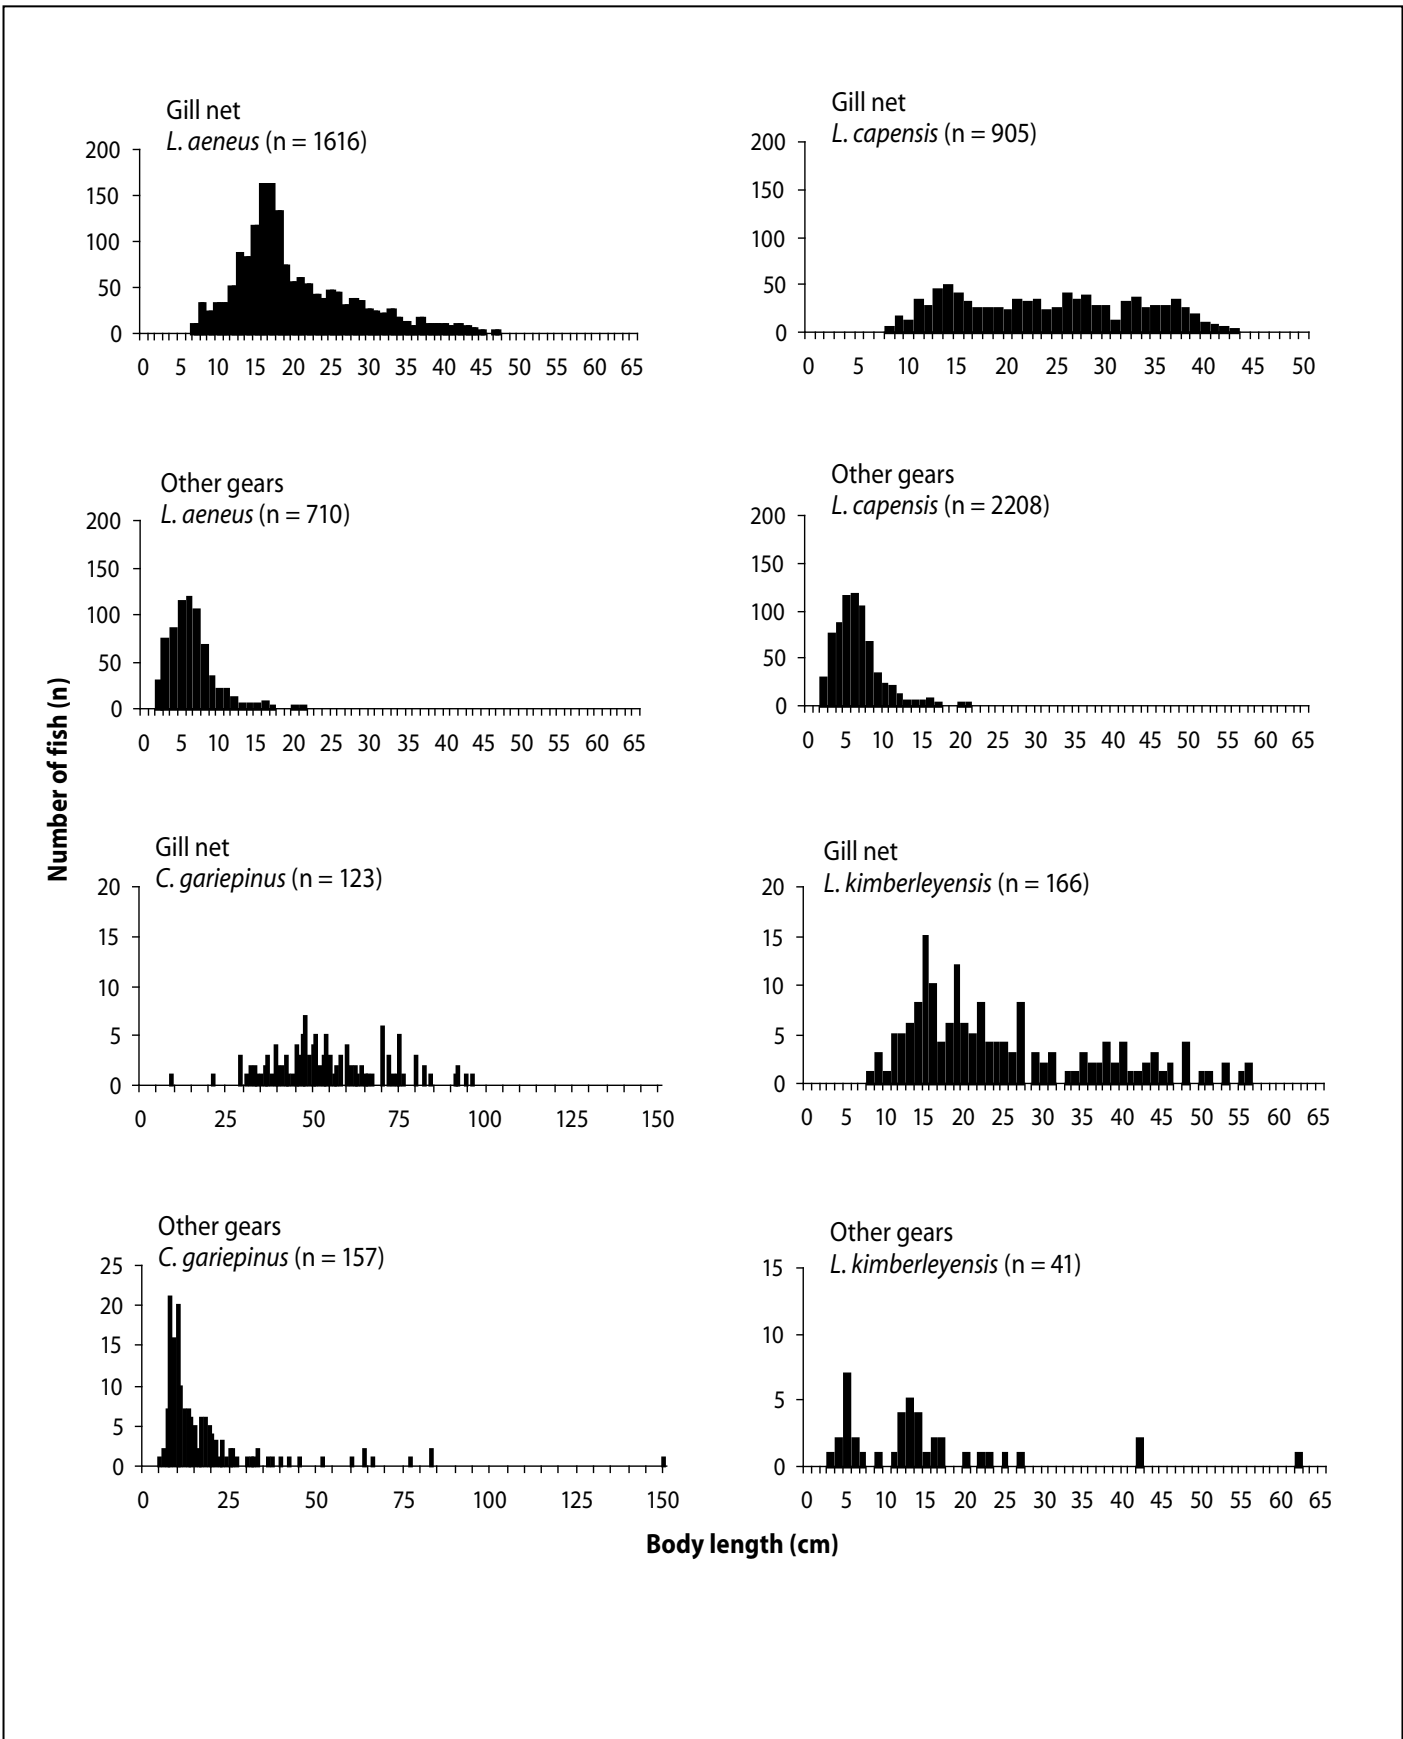 Gill net
L. aeneus (n = 1616)
200
150
100
50
0
0 5 10 15 20 25 30 35 40 45 50 55 60 65
Gill net
L. capensis (n = 905)
200
150
100
50
0
0 5 10 15 20 25 30 35 40 45 50
Other gears
L. aeneus (n = 710)
200
150
100
50
0
0 5 10 15 20 25 30 35 40 45 50 55 60 65
Other gears
L. capensis (n = 2208)
200
150
100
50
0
0 5 10 15 20 25 30 35 40 45 50 55 60 65
Number of fish (n)
Gill net
C. gariepinus (n = 123)
20
15
10
5
0
0 25 50 75 100 125 150
Gill net
L. kimberleyensis (n = 166)
20
15
10
5
0
0 5 10 15 20 25 30 35 40 45 50 55 60 65
Other gears
C. gariepinus (n = 157)
25
20
15
10
5
0
0 25 50 75 100 125 150
Other gears
L. kimberleyensis (n = 41)
15
10
5
0
0 5 10 15 20 25 30 35 40 45 50 55 60 65
Body length (cm)